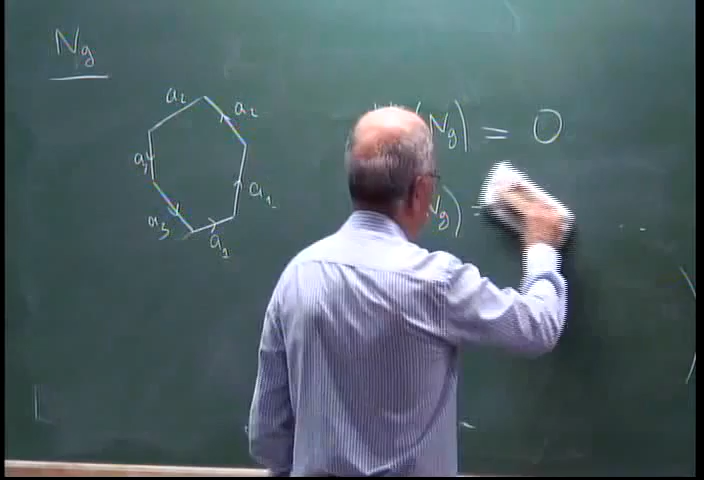 N_g
a_2 a_2
a_3 a_1
a_3 a_1
N_g) = 0
N_g) =